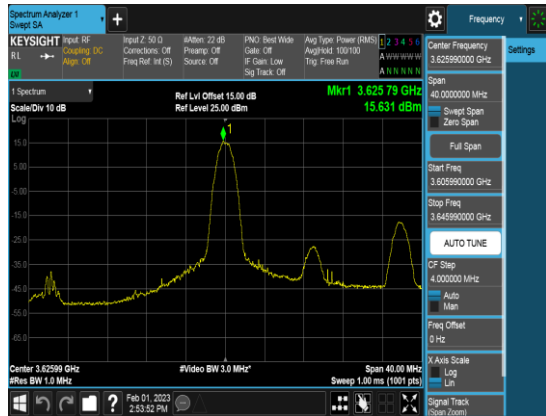 Spectrum Analyzer 1
Swept SA
Frequency
KEYSIGHT
R L
Input: RF
Coupling: DC
Align: Off
Input Z: 50 Ω
Corrections: Off
Freq Ref: Int (S)
#Atten: 22 dB
Preamp: Off
Source: Off
PNO: Best Wide
Gate: Off
IF Gain: Low
Sig Track: Off
Avg Type: Power (RMS)
Avg|Hold: 100/100
Trig: Free Run
1 2 3 4 5 6
A W W W W W
A N N N N N
1 Spectrum
Scale/Div 10 dB
Log
Ref Lvl Offset 15.00 dB
Ref Level 25.00 dBm
Mkr1 3.625 79 GHz
15.631 dBm
1
15.0
5.00
-5.00
-15.0
-25.0
-35.0
-45.0
-55.0
-65.0
Center 3.62599 GHz
#Res BW 1.0 MHz
#Video BW 3.0 MHz*
Span 40.00 MHz
Sweep 1.00 ms (1001 pts)
Feb 01, 2023
2:53:52 PM
Center Frequency
3.625990000 GHz
Settings
Span
40.0000000 MHz
Swept Span
Zero Span
Full Span
Start Freq
3.605990000 GHz
Stop Freq
3.645990000 GHz
AUTO TUNE
CF Step
4.000000 MHz
Auto
Man
Freq Offset
0 Hz
X Axis Scale
Log
Lin
Signal Track
(Span Zoom)